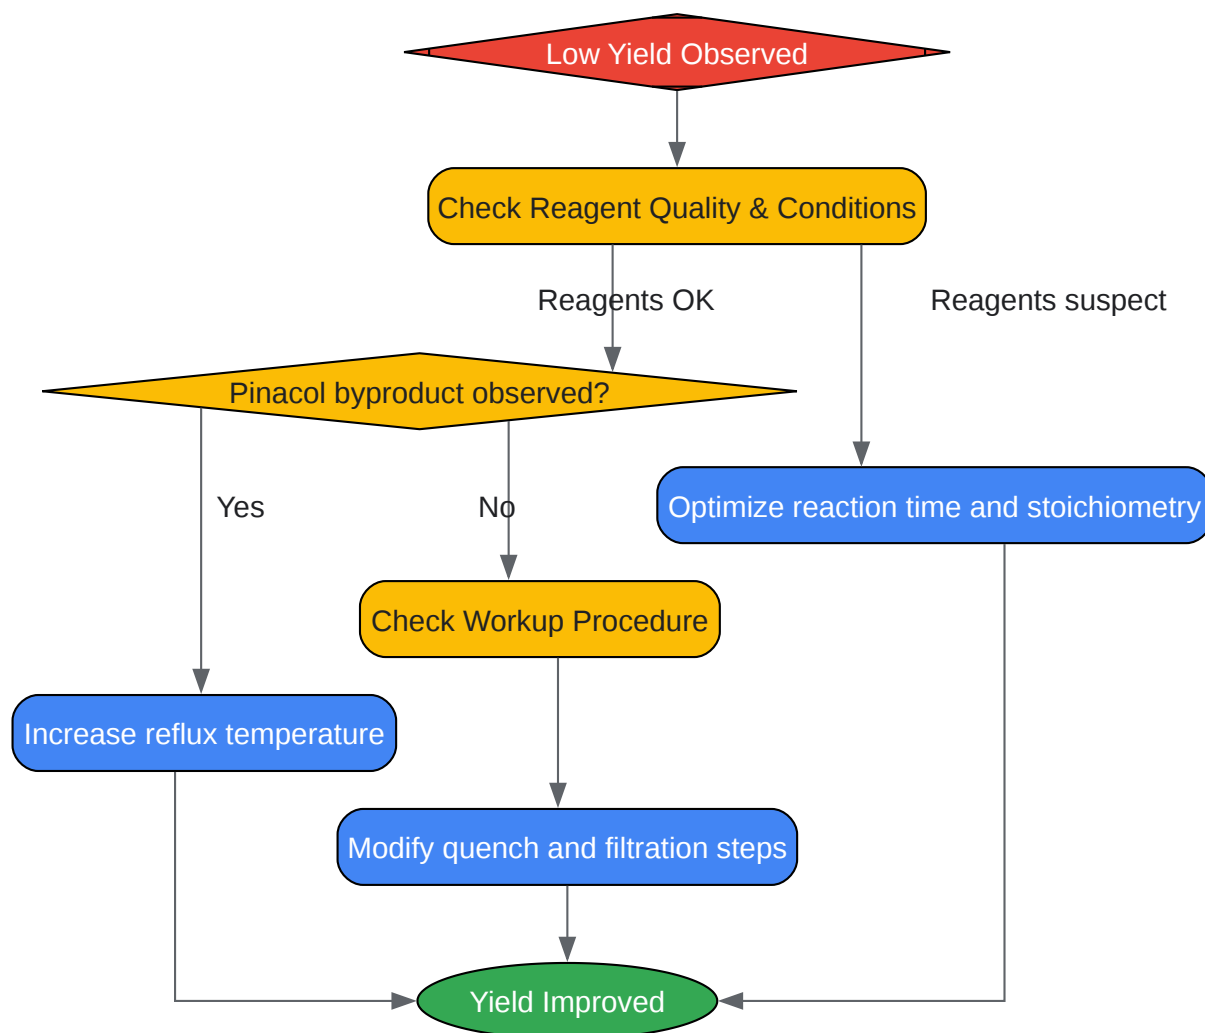 Low Yield Observed
Check Reagent Quality & Conditions
Reagents OK
Reagents suspect
Pinacol byproduct observed?
Yes
No
Optimize reaction time and stoichiometry
Check Workup Procedure
Increase reflux temperature
Modify quench and filtration steps
Yield Improved